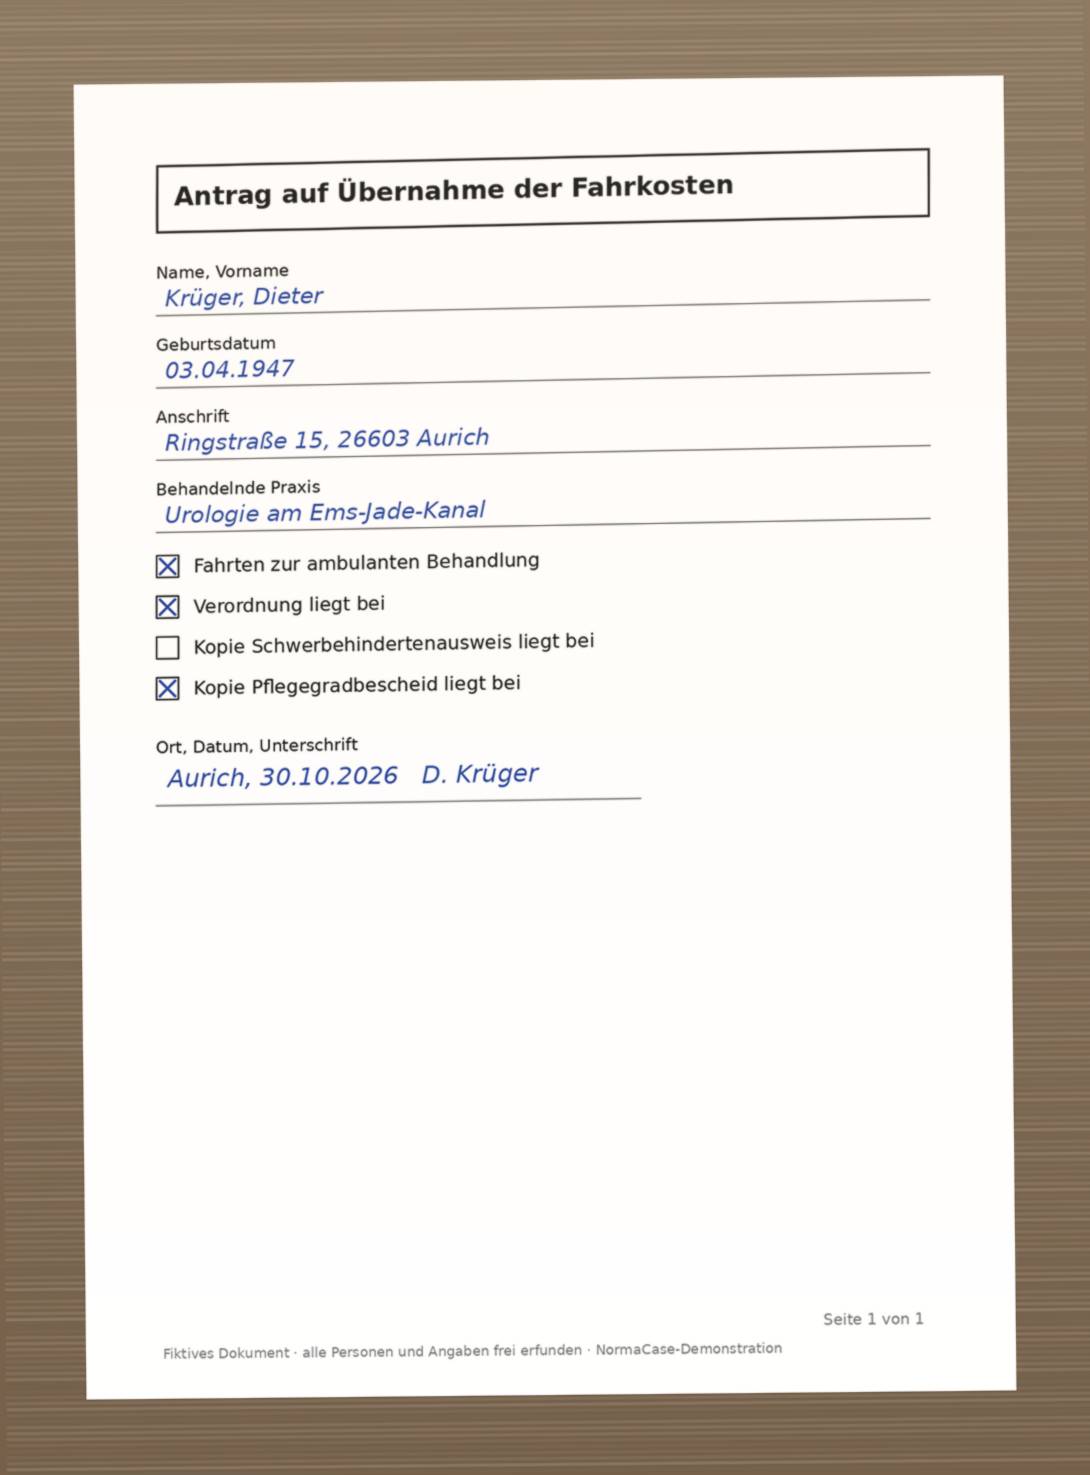 Antrag auf Übernahme der Fahrkosten
Name, Vorname
Krüger, Dieter
Geburtsdatum
03.04.1947
Anschrift
Ringstraße 15, 26603 Aurich
Behandelnde Praxis
Urologie am Ems-Jade-Kanal
Fahrten zur ambulanten Behandlung
Verordnung liegt bei
Kopie Schwerbehindertenausweis liegt bei
Kopie Pflegegradbescheid liegt bei
Ort, Datum, Unterschrift
Aurich, 30.10.2026 D. Krüger
Seite 1 von 1
Fiktives Dokument · alle Personen und Angaben frei erfunden · NormaCase-Demonstration